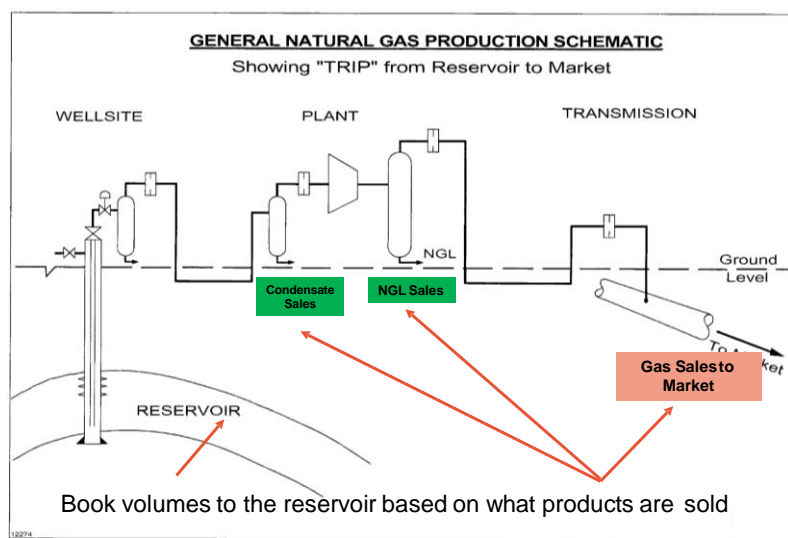 GENERAL NATURAL GAS PRODUCTION SCHEMATIC
Showing "TRIP" from Reservoir to Market
WELLSITE
PLANT
TRANSMISSION
NGL
Ground
Level
Condensate
Sales
NGL Sales
To Market
Gas Sales to
Market
RESERVOIR
Book volumes to the reservoir based on what products are sold
12274